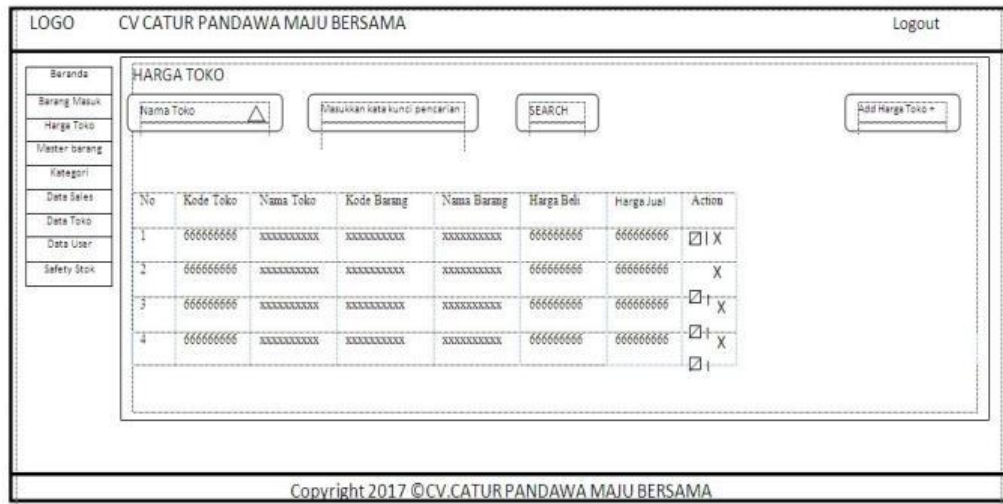 LOGO CV CATUR PANDAWA MAJU BERSAMA Logout
Beranda
Barang Masuk
Harga Toko
Master barang
Kategori
Data Sales
Data Toko
Data User
Safety Stok
HARGA TOKO
Nama Toko Masukkan kata kunci pencarian SEARCH Add Harga Toko +
No Kode Toko Nama Toko Kode Barang Nama Barang Harga Beli Harga Jual Action
1 666666666 xxxxxxxxxx xxxxxxxxxx xxxxxxxxxx 666666666 666666666 | X
2 666666666 xxxxxxxxxx xxxxxxxxxx xxxxxxxxxx 666666666 666666666 | X
3 666666666 xxxxxxxxxx xxxxxxxxxx xxxxxxxxxx 666666666 666666666 | X
4 666666666 xxxxxxxxxx xxxxxxxxxx xxxxxxxxxx 666666666 666666666 | X
Copyright 2017 ©CV.CATUR PANDAWA MAJU BERSAMA